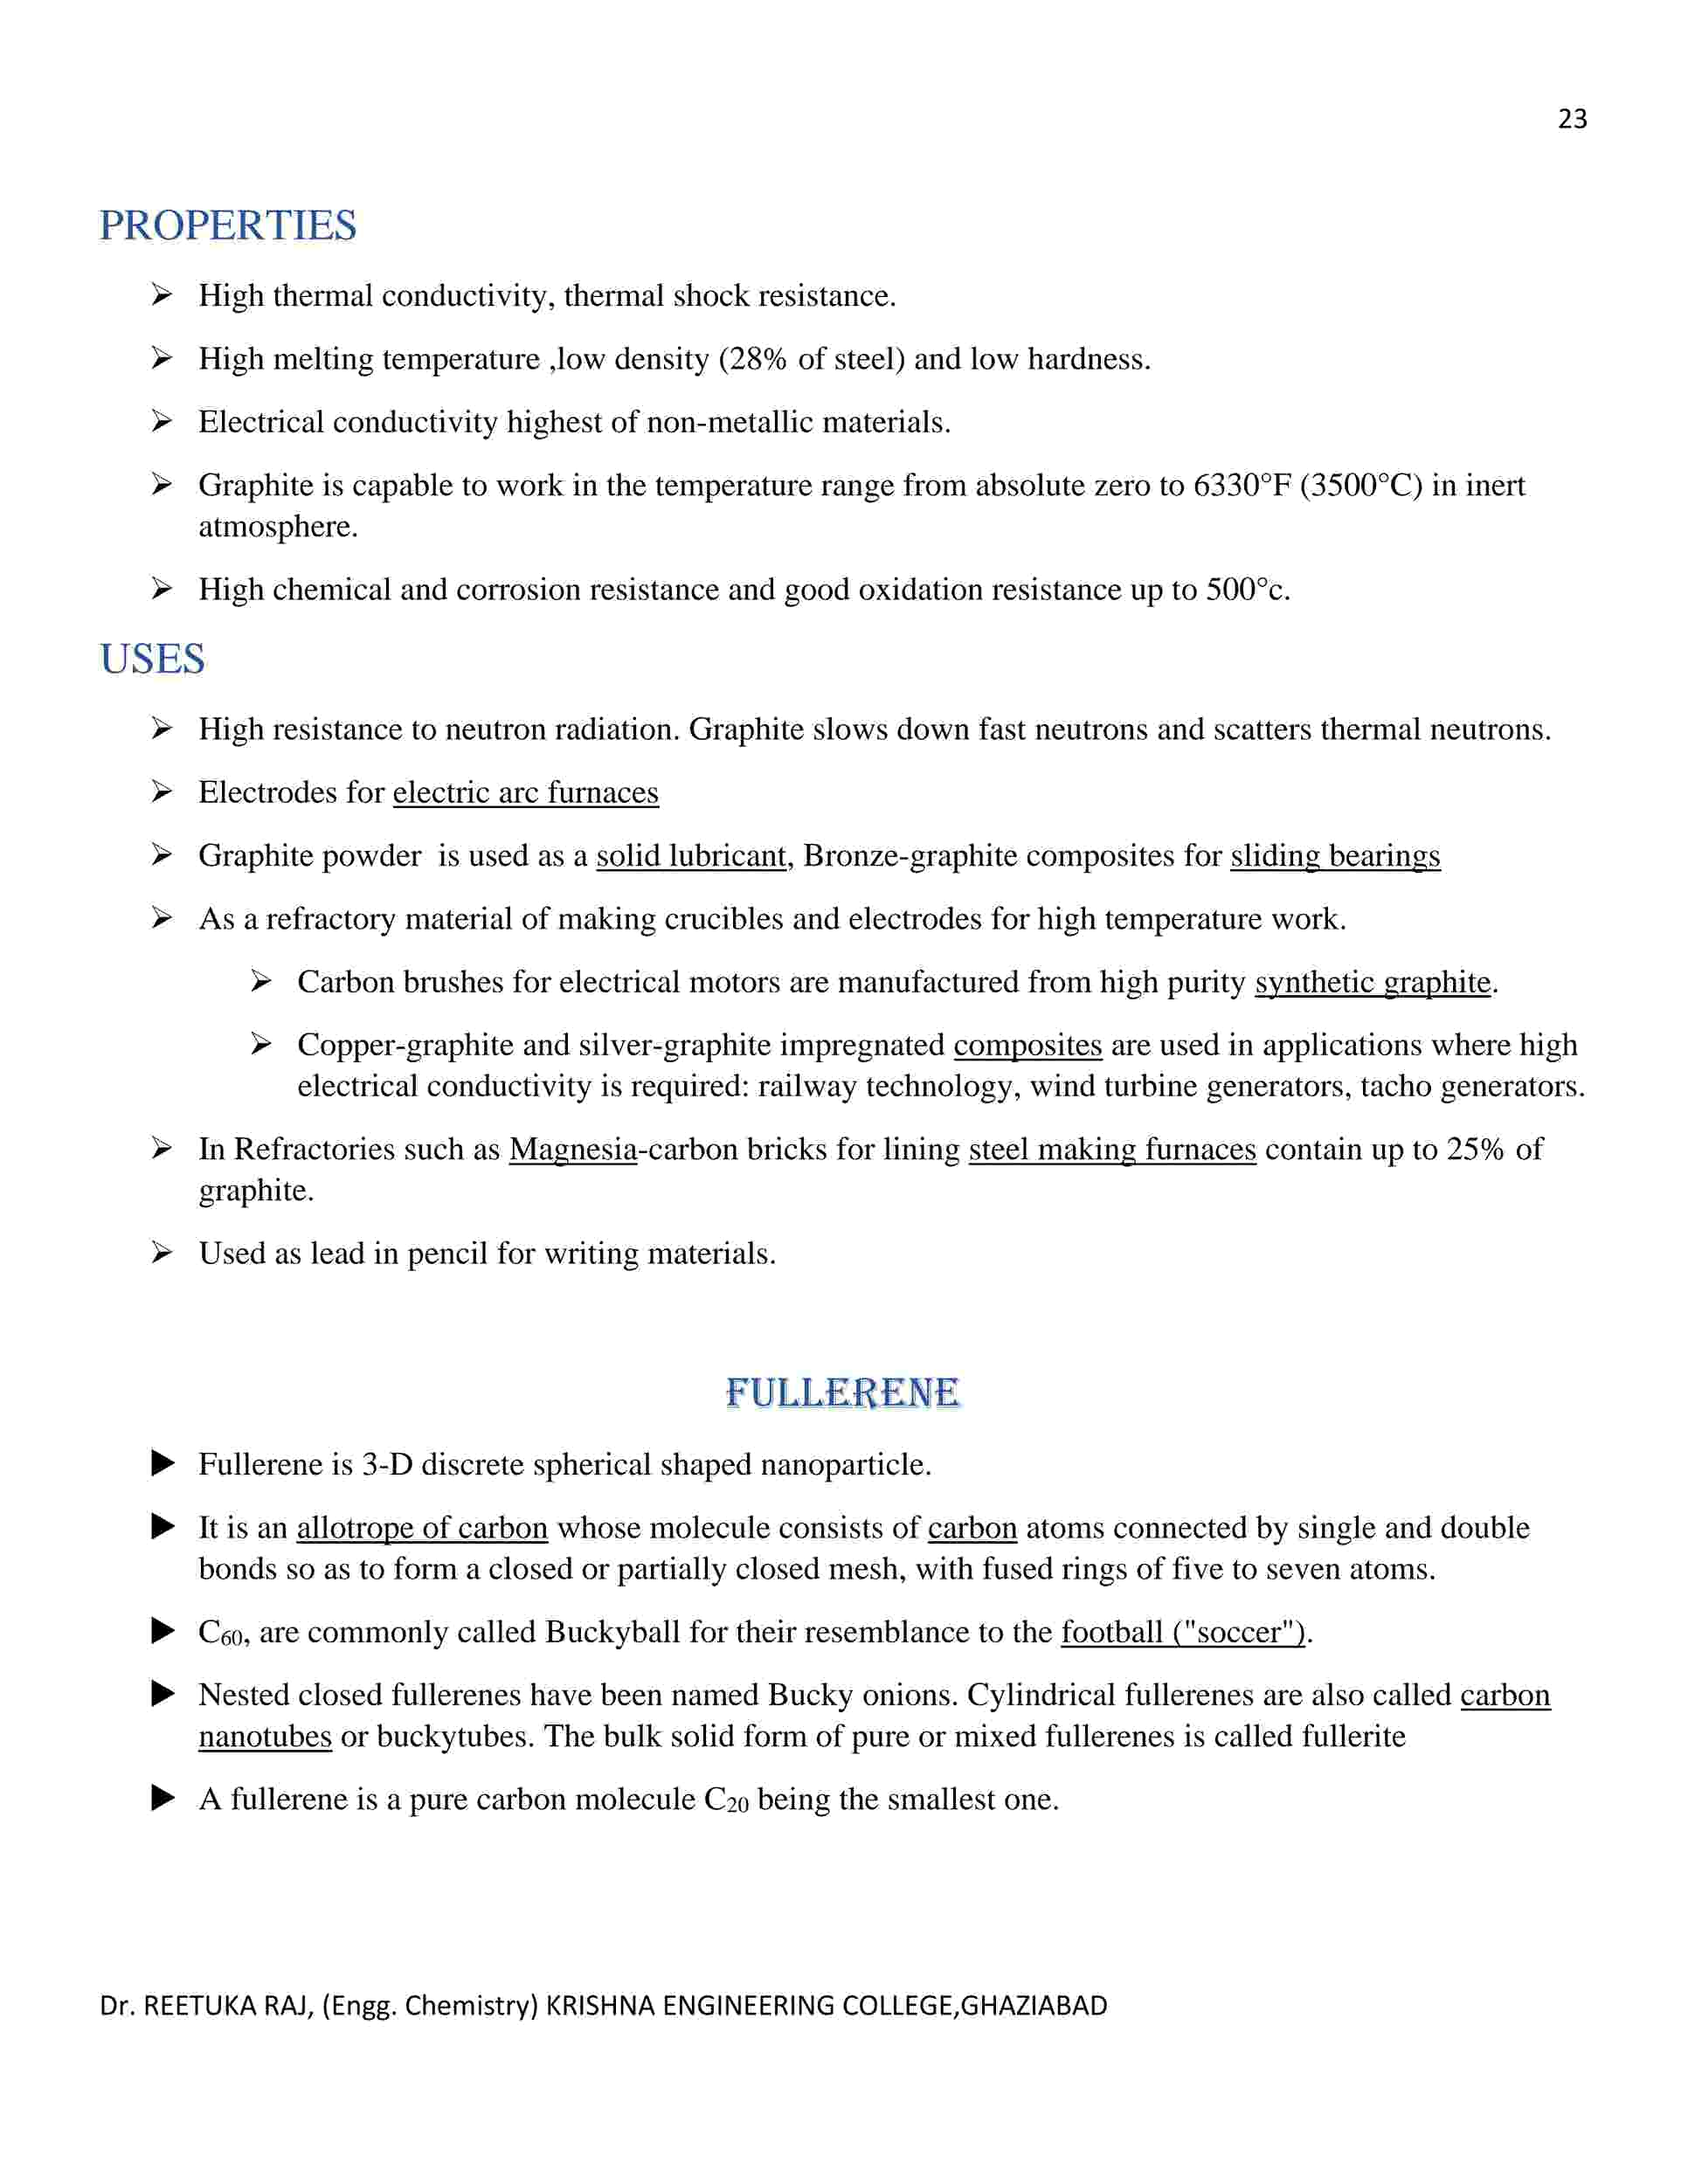 23
PROPERTIES
➢ High thermal conductivity, thermal shock resistance.
➢ High melting temperature ,low density (28% of steel) and low hardness.
➢ Electrical conductivity highest of non-metallic materials.
➢ Graphite is capable to work in the temperature range from absolute zero to 6330°F (3500°C) in inert
atmosphere.
➢ High chemical and corrosion resistance and good oxidation resistance up to 500°c.
USES
➢ High resistance to neutron radiation. Graphite slows down fast neutrons and scatters thermal neutrons.
➢ Electrodes for electric arc furnaces
➢ Graphite powder  is used as a solid lubricant, Bronze-graphite composites for sliding bearings
➢ As a refractory material of making crucibles and electrodes for high temperature work.
➢ Carbon brushes for electrical motors are manufactured from high purity synthetic graphite.
➢ Copper-graphite and silver-graphite impregnated composites are used in applications where high
electrical conductivity is required: railway technology, wind turbine generators, tacho generators.
➢ In Refractories such as Magnesia-carbon bricks for lining steel making furnaces contain up to 25% of
graphite.
➢ Used as lead in pencil for writing materials.
FULLERENE
▶ Fullerene is 3-D discrete spherical shaped nanoparticle.
▶ It is an allotrope of carbon whose molecule consists of carbon atoms connected by single and double
bonds so as to form a closed or partially closed mesh, with fused rings of five to seven atoms.
▶ C₆₀, are commonly called Buckyball for their resemblance to the football ("soccer").
▶ Nested closed fullerenes have been named Bucky onions. Cylindrical fullerenes are also called carbon
nanotubes or buckytubes. The bulk solid form of pure or mixed fullerenes is called fullerite
▶ A fullerene is a pure carbon molecule C₂₀ being the smallest one.
Dr. REETUKA RAJ, (Engg. Chemistry) KRISHNA ENGINEERING COLLEGE,GHAZIABAD